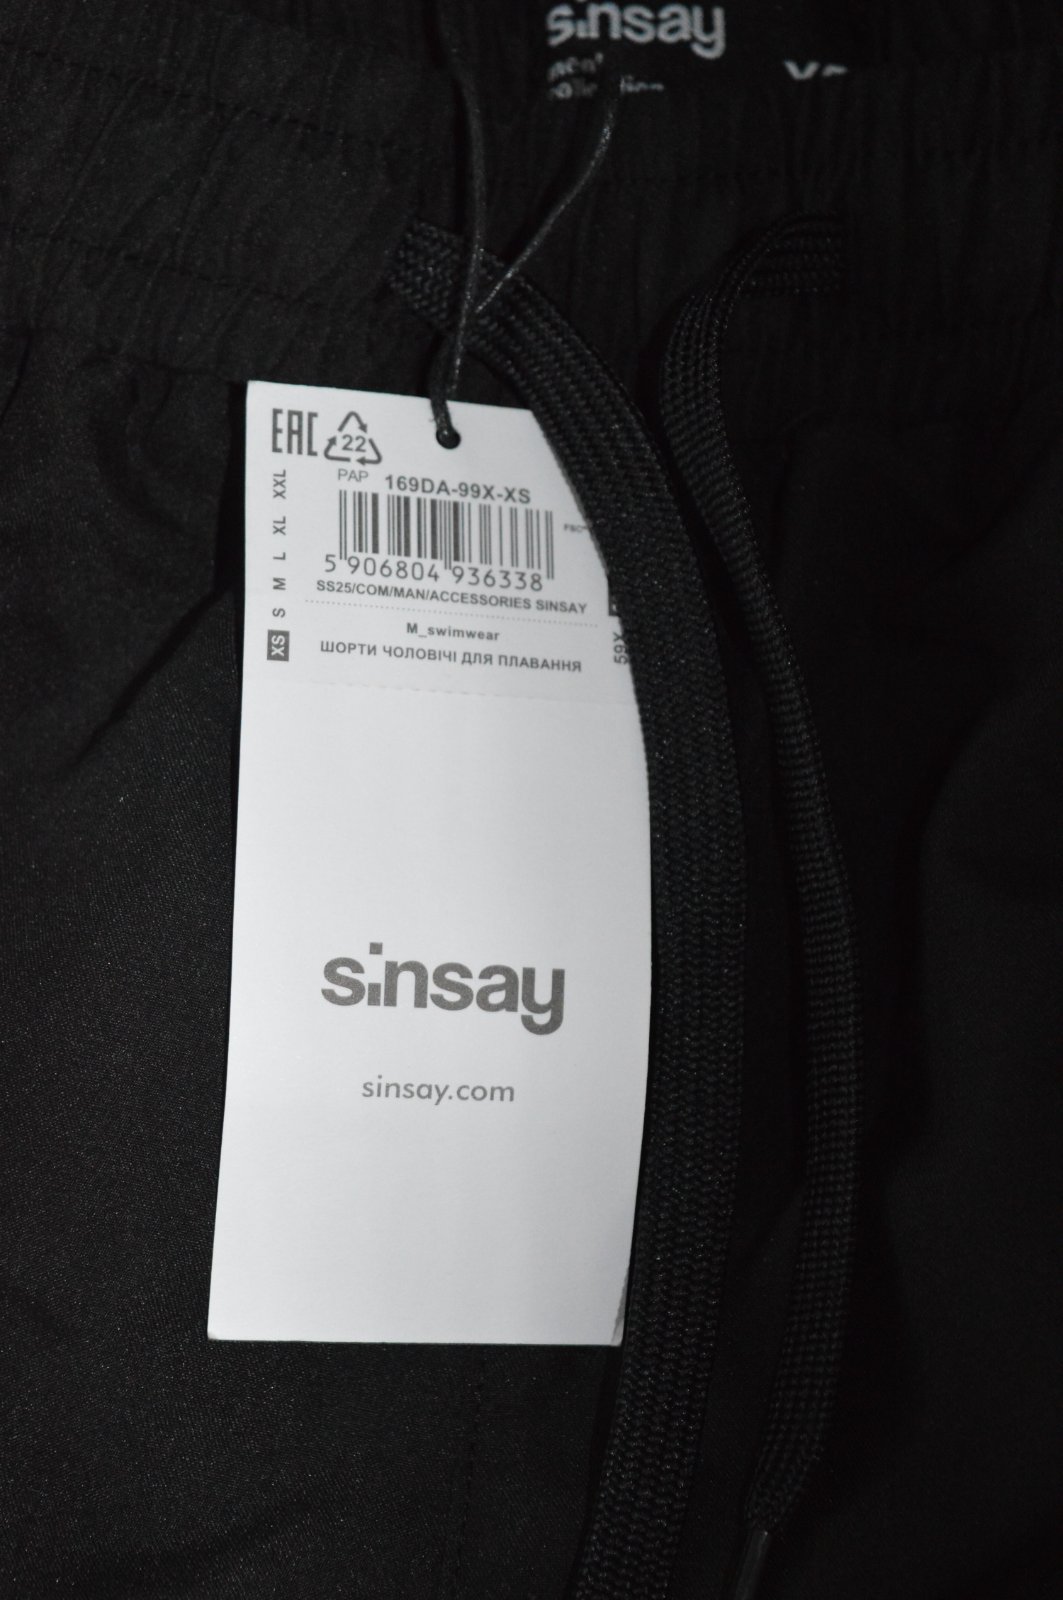 sinsay
EAC
22
PAP
169DA-99X-XS
5 906804 936338
SS25/COM/MAN/ACCESSORIES SINSAY
M_swimwear
ШОРТИ ЧОЛОВІЧІ ДЛЯ ПЛАВАННЯ
XS S M L XL XXL
59X
sinsay
sinsay.com